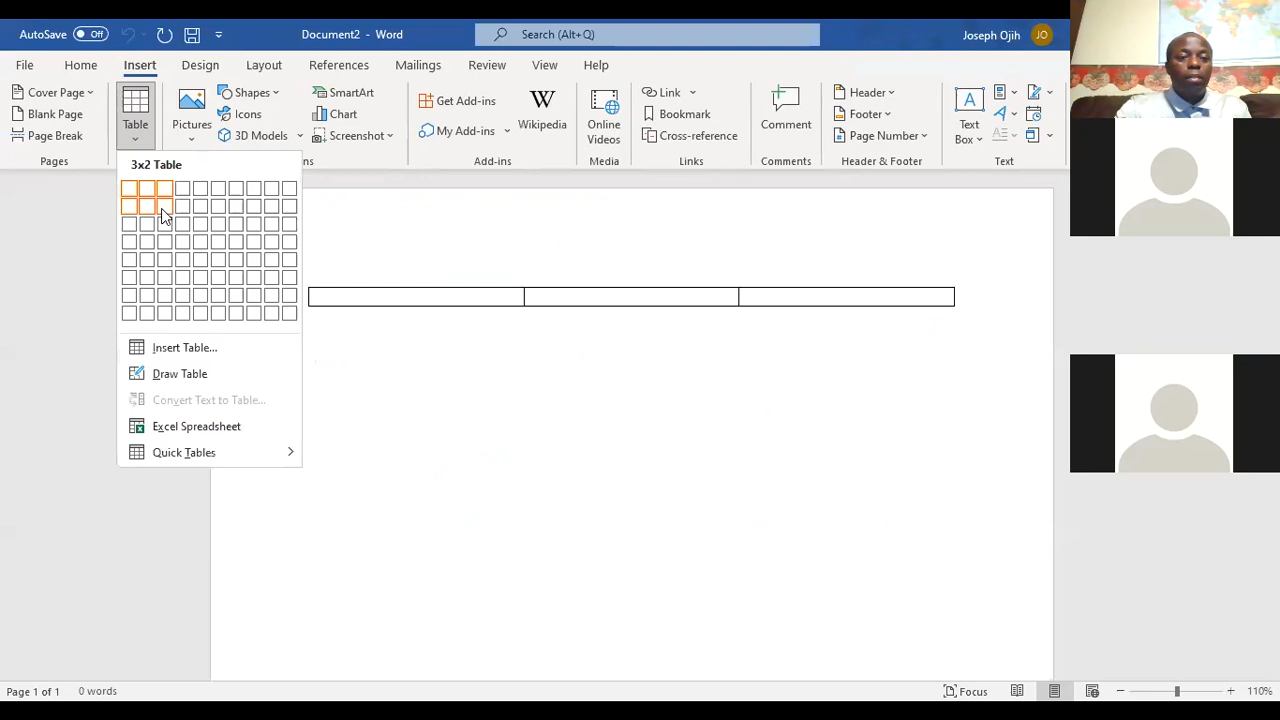 AutoSave Off Document2 - Word Search (Alt+Q) Joseph Ojih JO
File Home Insert Design Layout References Mailings Review View Help
Cover Page
Blank Page
Page Break
Pages
Table
Pictures
Shapes
Icons
3D Models
SmartArt
Chart
Screenshot
ns
Get Add-ins
My Add-ins
Wikipedia
Add-ins
Online
Videos
Media
Link
Bookmark
Cross-reference
Links
Comment
Comments
Header
Footer
Page Number
Header & Footer
Text
Box
Text
3x2 Table
Insert Table...
Draw Table
Convert Text to Table...
Excel Spreadsheet
Quick Tables
Page 1 of 1 0 words Focus 110%